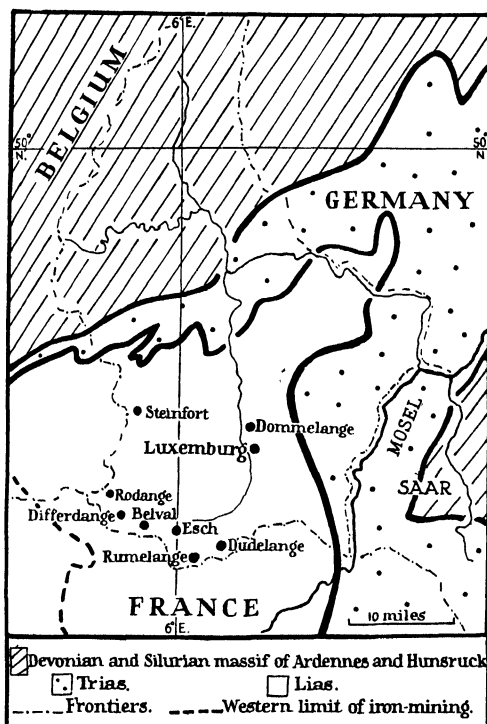 6° E.
BELGIUM
50° N.
50° N.
GERMANY
Steinfort
Dommelange
Luxemburg
MOSEL
SAAR
Rodange
Differdange
Belval
Esch
Dudelange
Rumelange
FRANCE
10 miles
6° E.
Devonian and Silurian massif of Ardennes and Hunsruck
Trias. Lias.
Frontiers. Western limit of iron-mining.